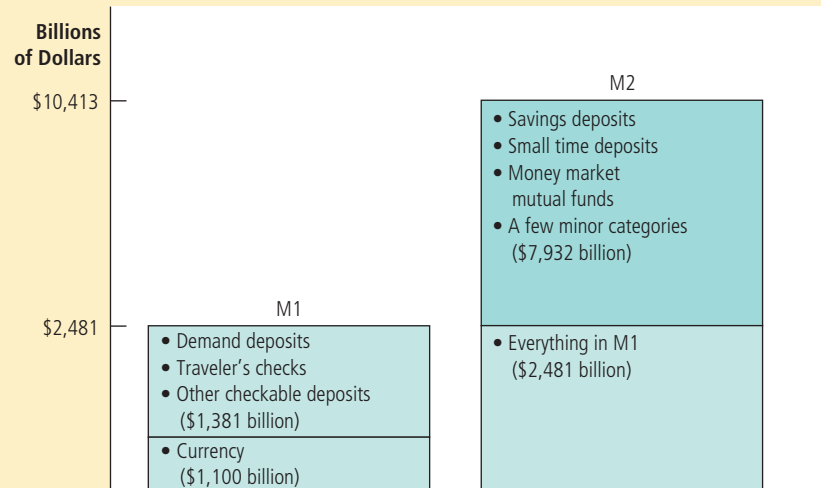 Billions
of Dollars
$10,413
$2,481
M1
• Demand deposits
• Traveler’s checks
• Other checkable deposits
($1,381 billion)
• Currency
($1,100 billion)
M2
• Savings deposits
• Small time deposits
• Money market
mutual funds
• A few minor categories
($7,932 billion)
• Everything in M1
($2,481 billion)